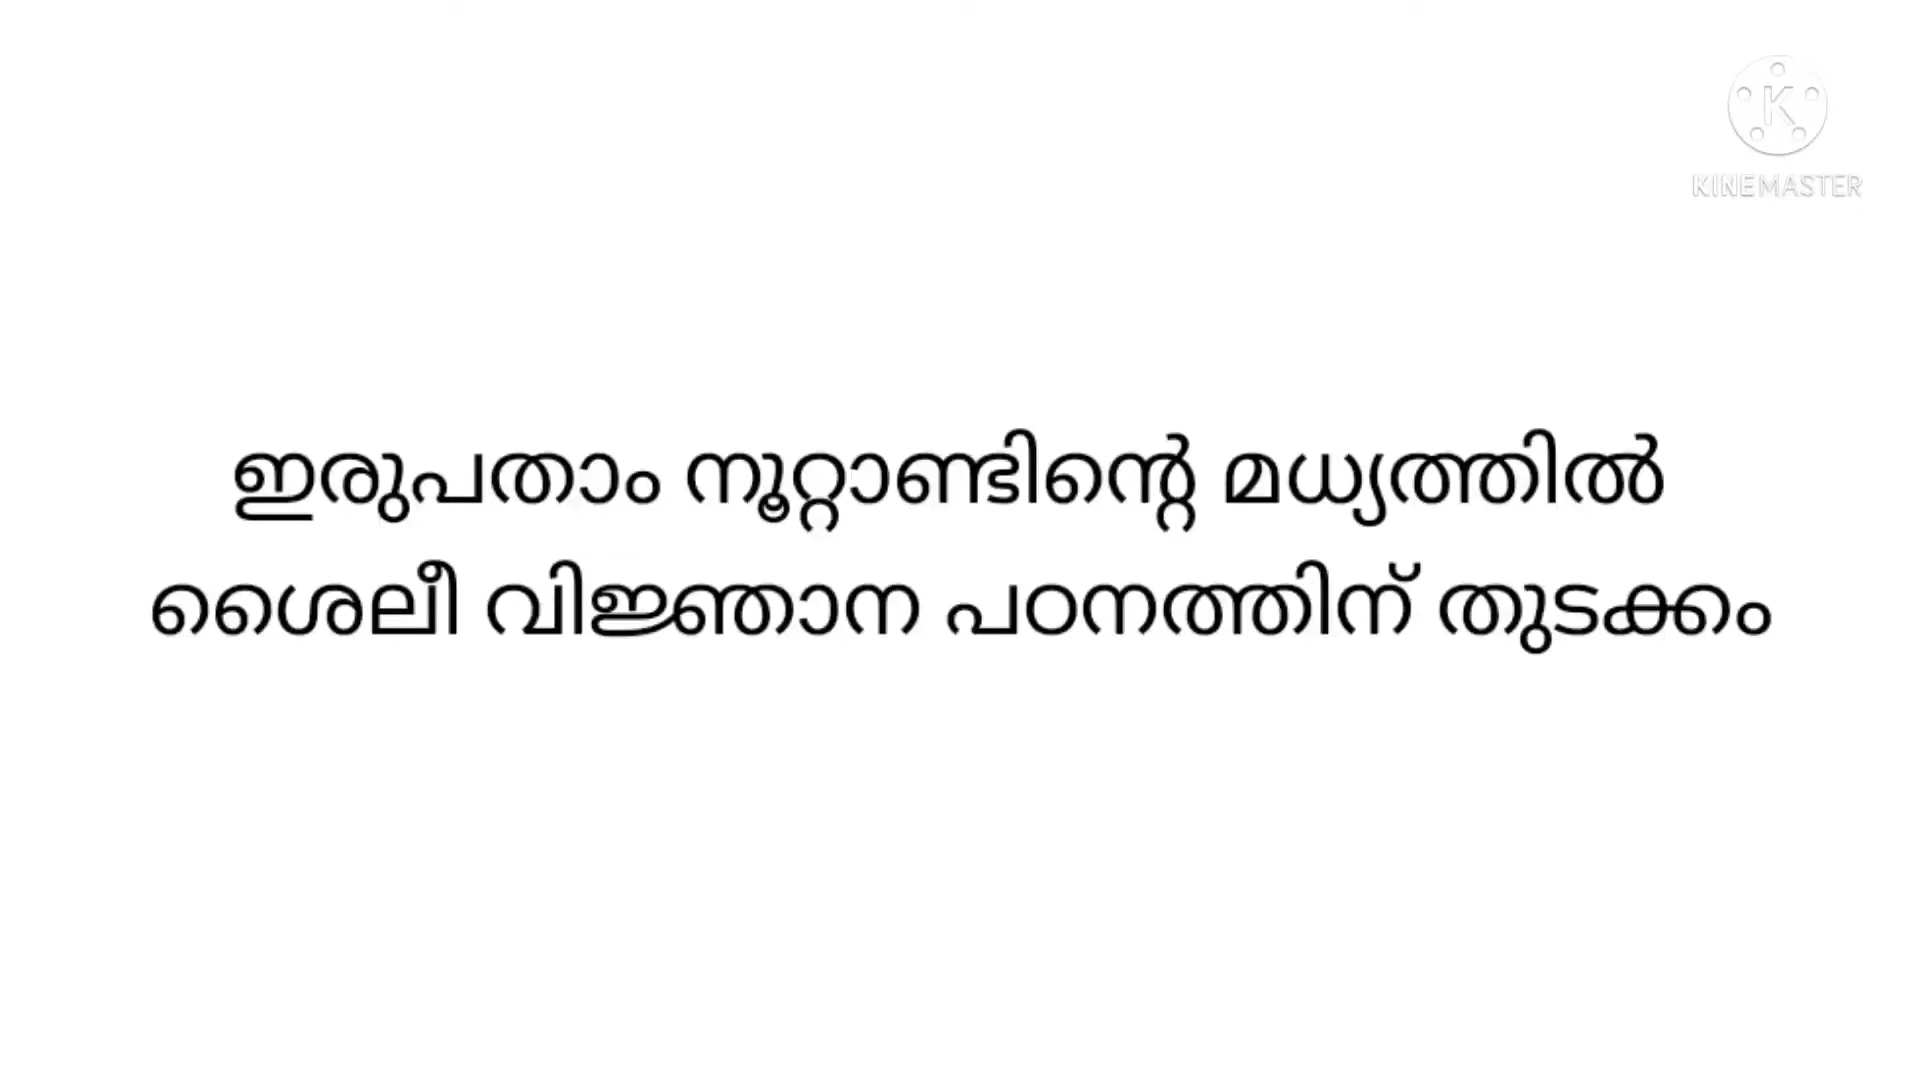 KINEMASTER
ഇരുപതാം നൂറ്റാണ്ടിന്റെ മധ്യത്തിൽ
ശൈലീ വിജ്ഞാന പഠനത്തിന് തുടക്കം